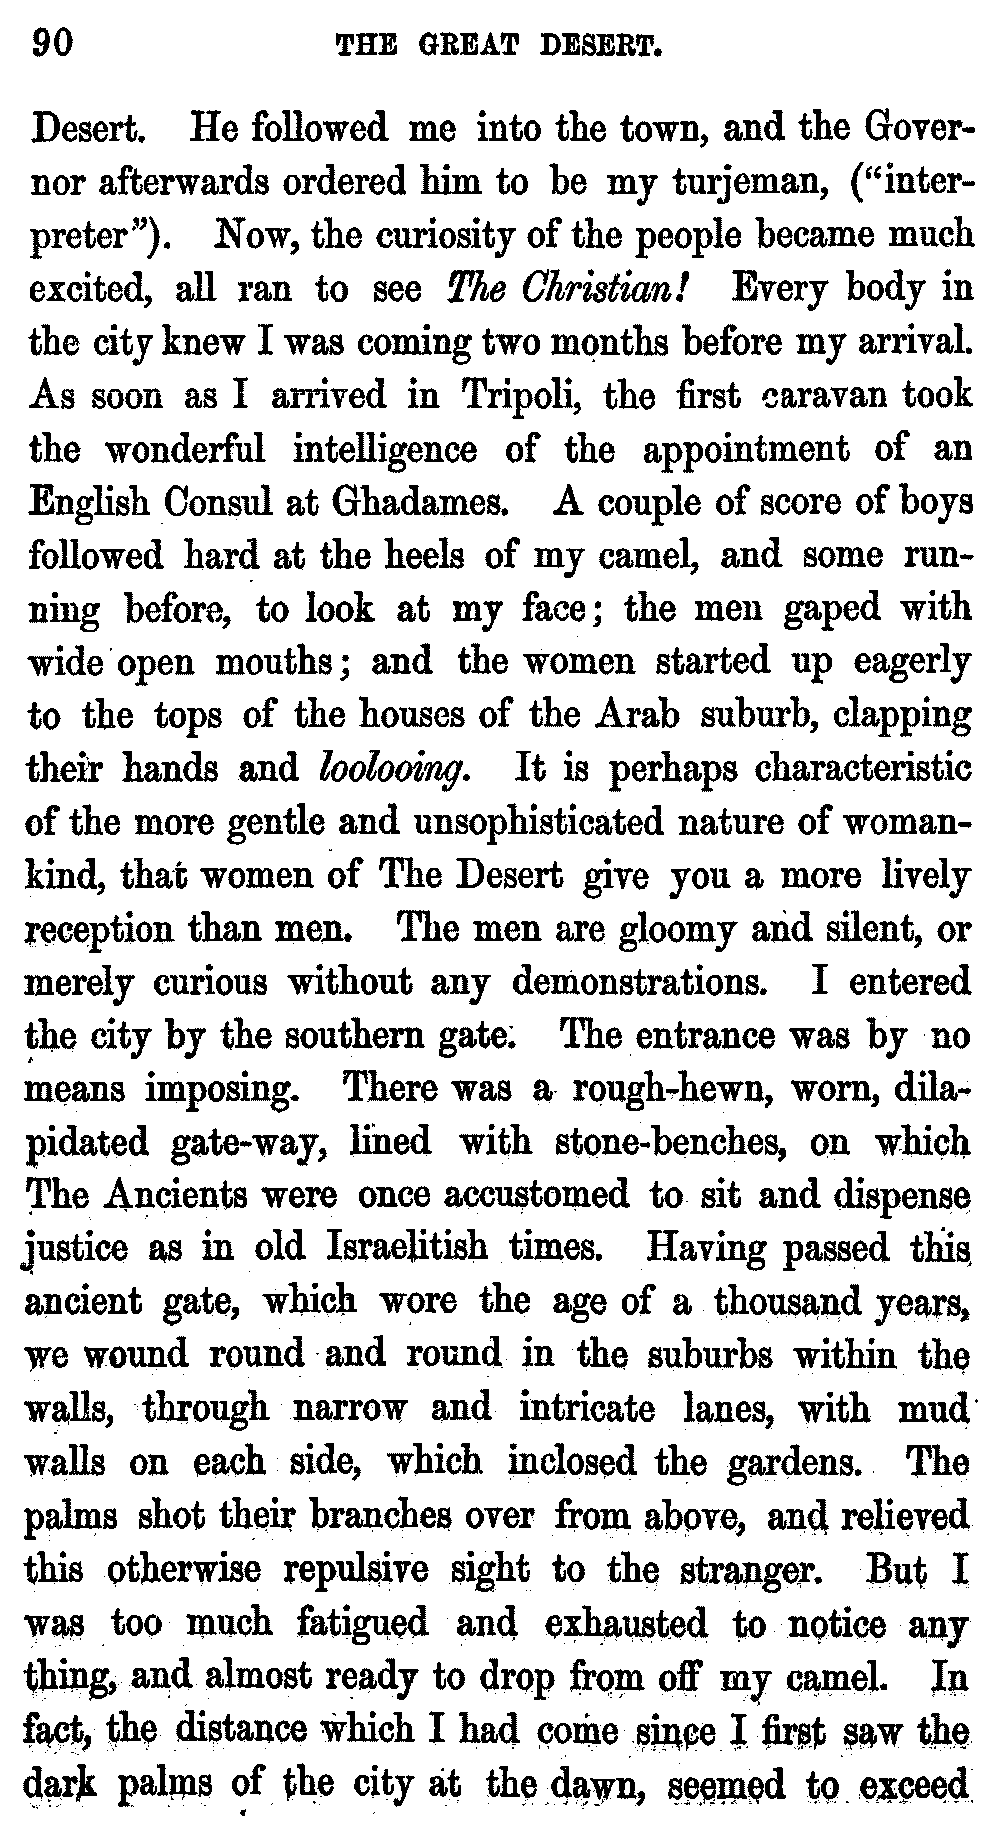 90 THE GREAT DESERT.
Desert. He followed me into the town, and the Gover-
nor afterwards ordered him to be my turjeman, (“inter-
preter”). Now, the curiosity of the people became much
excited, all ran to see The Christian! Every body in
the city knew I was coming two months before my arrival.
As soon as I arrived in Tripoli, the first caravan took
the wonderful intelligence of the appointment of an
English Consul at Ghadames. A couple of score of boys
followed hard at the heels of my camel, and some run-
ning before, to look at my face; the men gaped with
wide open mouths; and the women started up eagerly
to the tops of the houses of the Arab suburb, clapping
their hands and loolooing. It is perhaps characteristic
of the more gentle and unsophisticated nature of woman-
kind, that women of The Desert give you a more lively
reception than men. The men are gloomy and silent, or
merely curious without any demonstrations. I entered
the city by the southern gate. The entrance was by no
means imposing. There was a rough-hewn, worn, dila-
pidated gate-way, lined with stone-benches, on which
The Ancients were once accustomed to sit and dispense
justice as in old Israelitish times. Having passed this
ancient gate, which wore the age of a thousand years,
we wound round and round in the suburbs within the
walls, through narrow and intricate lanes, with mud
walls on each side, which inclosed the gardens. The
palms shot their branches over from above, and relieved
this otherwise repulsive sight to the stranger. But I
was too much fatigued and exhausted to notice any
thing, and almost ready to drop from off my camel. In
fact, the distance which I had come since I first saw the
dark palms of the city at the dawn, seemed to exceed